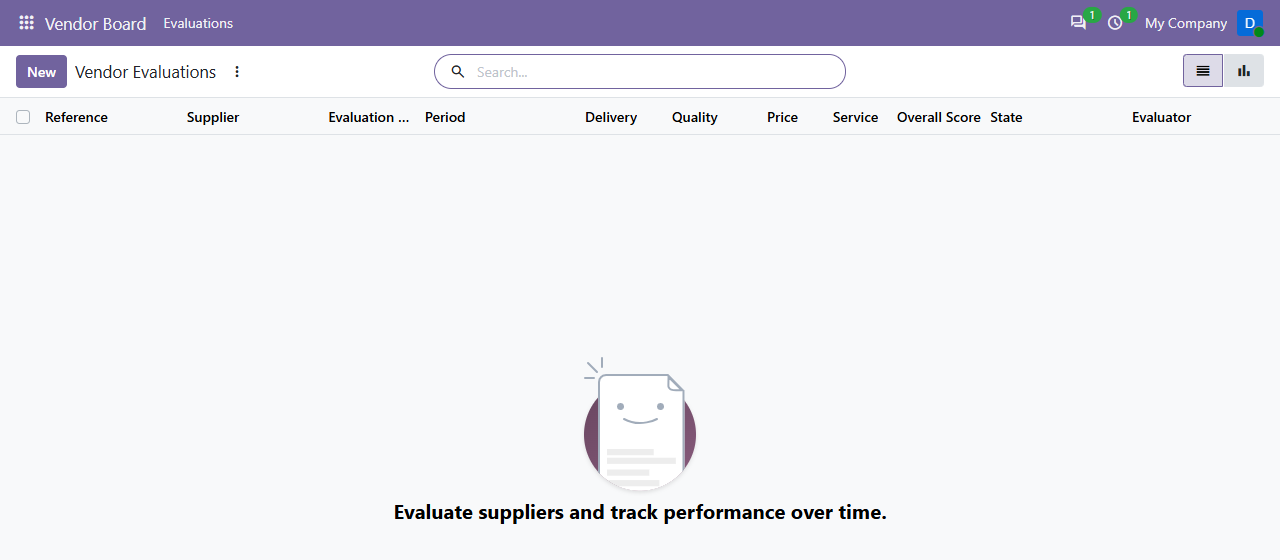 Vendor Board Evaluations 1 1 My Company D
New Vendor Evaluations Search...
Reference Supplier Evaluation ... Period Delivery Quality Price Service Overall Score State Evaluator
Evaluate suppliers and track performance over time.